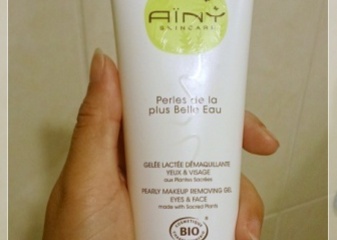 AÏNY
SKINCARE
Perles de la
plus Belle Eau
GELÉE LACTÉE DÉMAQUILLANTE
YEUX & VISAGE
aux Plantes Sacrées
PEARLY MAKEUP REMOVING GEL
EYES & FACE
made with Sacred Plants
BIO